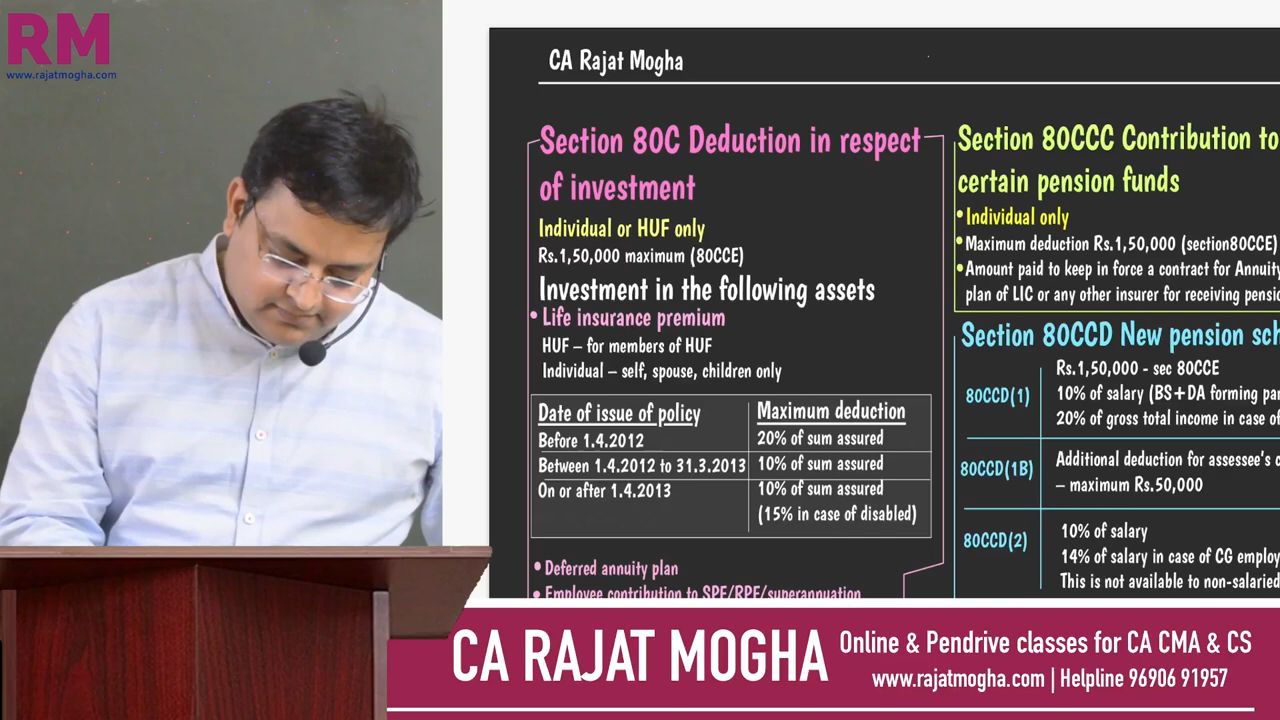 RM
www.rajatmogha.com
CA Rajat Mogha
Section 80C Deduction in respect
of investment
Individual or HUF only
Rs.1,50,000 maximum (80CCE)
Investment in the following assets
• Life insurance premium
HUF – for members of HUF
Individual – self, spouse, children only
Date of issue of policy Maximum deduction
Before 1.4.2012 20% of sum assured
Between 1.4.2012 to 31.3.2013 10% of sum assured
On or after 1.4.2013 10% of sum assured
(15% in case of disabled)
• Deferred annuity plan
• Employee contribution to SPF/RPF/superannuation
Section 80CCC Contribution to
certain pension funds
• Individual only
• Maximum deduction Rs.1,50,000 (section80CCE)
• Amount paid to keep in force a contract for Annuity
plan of LIC or any other insurer for receiving pensi
Section 80CCD New pension sch
80CCD(1)
Rs.1,50,000 - sec 80CCE
10% of salary (BS+DA forming par
20% of gross total income in case of
80CCD(1B)
Additional deduction for assessee's c
– maximum Rs.50,000
80CCD(2)
10% of salary
14% of salary in case of CG employ
This is not available to non-salaried
CA RAJAT MOGHA
Online & Pendrive classes for CA CMA & CS
www.rajatmogha.com | Helpline 96906 91957